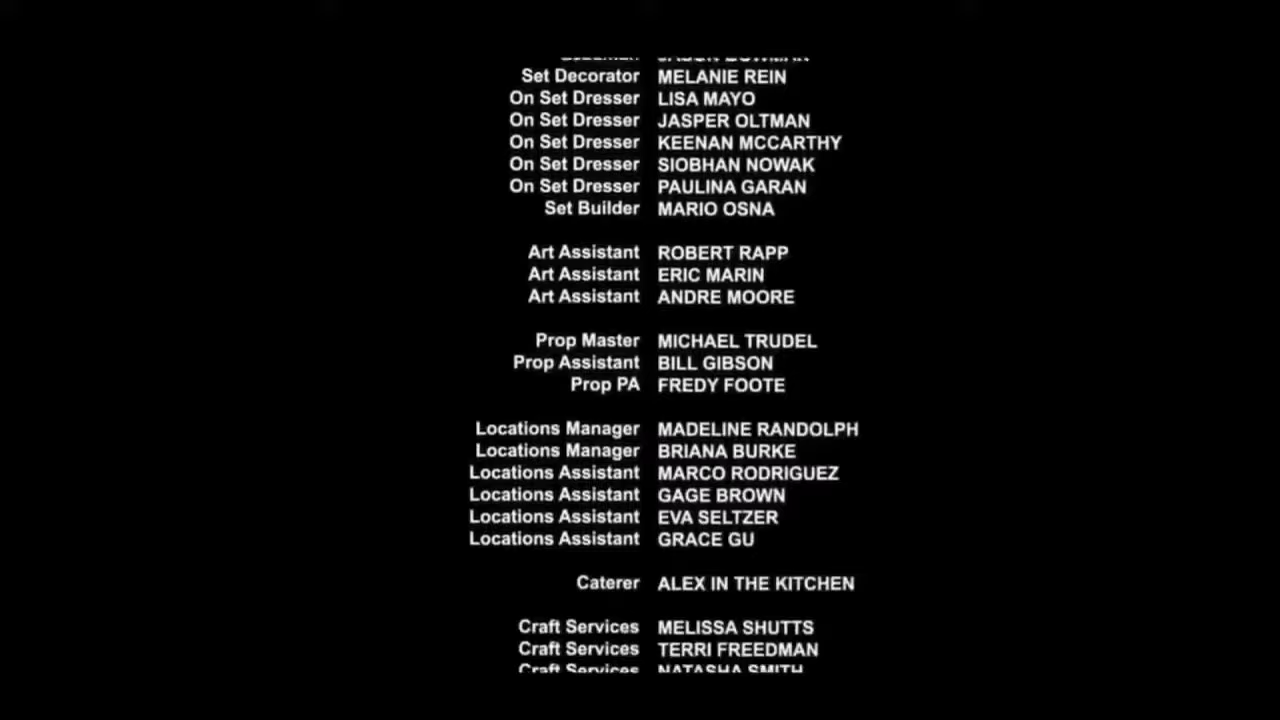 Set Decorator MELANIE REIN
On Set Dresser LISA MAYO
On Set Dresser JASPER OLTMAN
On Set Dresser KEENAN MCCARTHY
On Set Dresser SIOBHAN NOWAK
On Set Dresser PAULINA GARAN
Set Builder MARIO OSNA
Art Assistant ROBERT RAPP
Art Assistant ERIC MARIN
Art Assistant ANDRE MOORE
Prop Master MICHAEL TRUDEL
Prop Assistant BILL GIBSON
Prop PA FREDY FOOTE
Locations Manager MADELINE RANDOLPH
Locations Manager BRIANA BURKE
Locations Assistant MARCO RODRIGUEZ
Locations Assistant GAGE BROWN
Locations Assistant EVA SELTZER
Locations Assistant GRACE GU
Caterer ALEX IN THE KITCHEN
Craft Services MELISSA SHUTTS
Craft Services TERRI FREEDMAN
Craft Services NATASHA SMITH